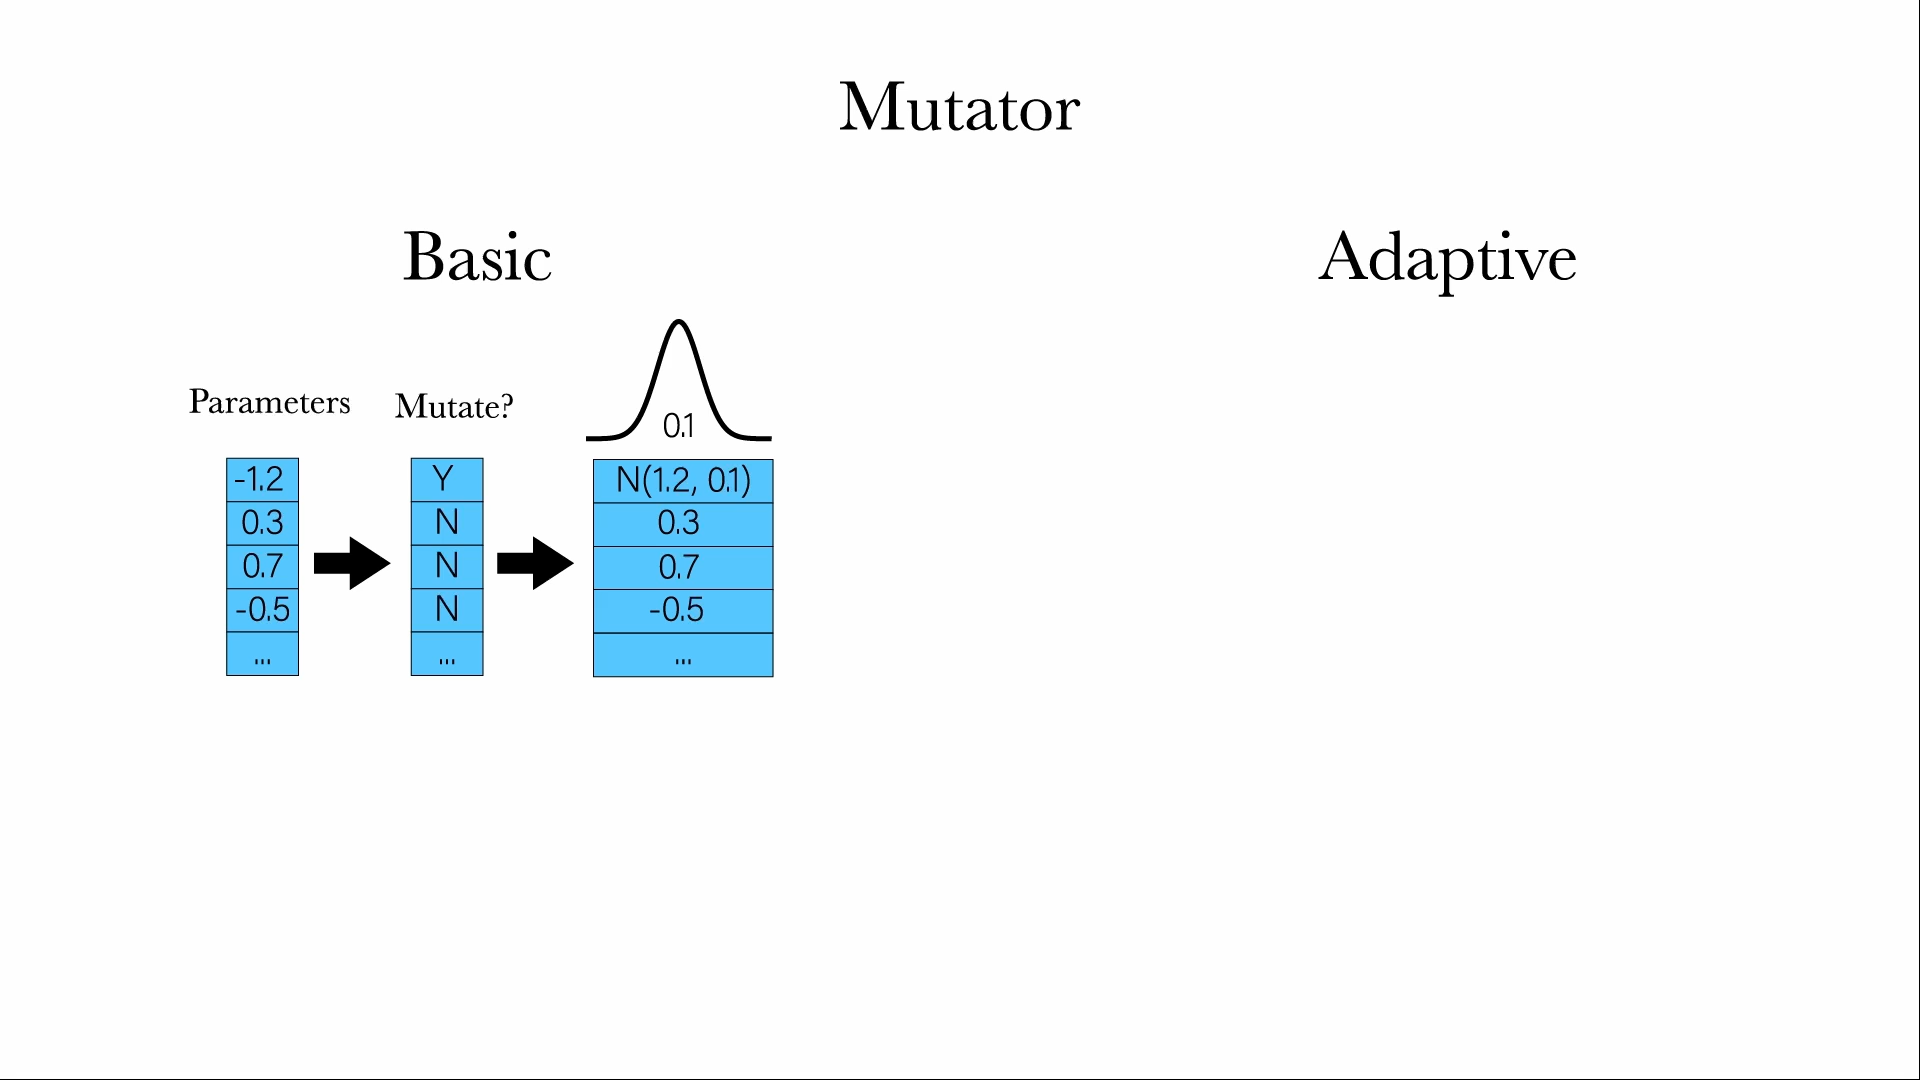 Mutator
Basic
Adaptive
Parameters
Mutate?
0.1
-1.2
Y
N(1.2, 0.1)
0.3
N
0.3
0.7
N
0.7
-0.5
N
-0.5
...
...
...